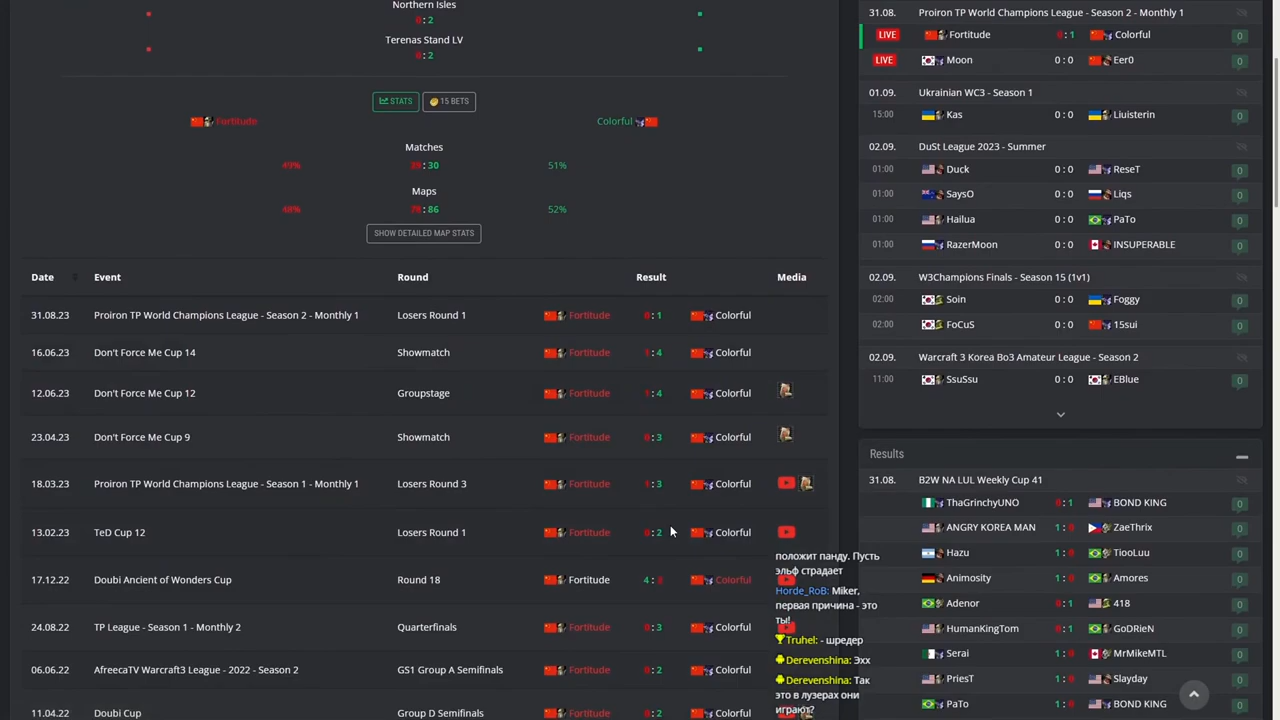 Northern Isles
0 : 2
Terenas Stand LV
0 : 2
STATS
15 BETS
Fortitude
Colorful
Matches
49%
: 30
51%
Maps
48%
: 86
52%
SHOW DETAILED MAP STATS
Date Event Round Result Media
31.08.23 Proiron TP World Champions League - Season 2 - Monthly 1 Losers Round 1 Fortitude 0 : 1 Colorful
16.06.23 Don't Force Me Cup 14 Showmatch Fortitude 1 : 4 Colorful
12.06.23 Don't Force Me Cup 12 Groupstage Fortitude 1 : 4 Colorful
23.04.23 Don't Force Me Cup 9 Showmatch Fortitude 0 : 3 Colorful
18.03.23 Proiron TP World Champions League - Season 1 - Monthly 1 Losers Round 3 Fortitude 1 : 3 Colorful
13.02.23 TeD Cup 12 Losers Round 1 Fortitude 0 : 2 Colorful
17.12.22 Doubi Ancient of Wonders Cup Round 18 Fortitude 4 : Colorful
24.08.22 TP League - Season 1 - Monthly 2 Quarterfinals Fortitude 0 : 3 Colorful
06.06.22 AfreecaTV Warcraft3 League - 2022 - Season 2 GS1 Group A Semifinals Fortitude 0 : 2 Colorful
11.04.22 Doubi Cup Group D Semifinals Fortitude 0 : 2 Colorful
положит панду. Пусть
эльф страдает
Horde_RoB: Miker,
первая причина - это
ты!
Truhel: - шредер
Derevenshina: Эхх
Derevenshina: Так
это в лузерах они
играют?
31.08. Proiron TP World Champions League - Season 2 - Monthly 1
LIVE Fortitude 0 : 1 Colorful 0
LIVE Moon 0 : 0 Eer0 0
01.09. Ukrainian WC3 - Season 1
15:00 Kas 0 : 0 Liuisterin 0
02.09. DuSt League 2023 - Summer
01:00 Duck 0 : 0 ReseT 0
01:00 SaysO 0 : 0 Liqs 0
01:00 Hailua 0 : 0 PaTo 0
01:00 RazerMoon 0 : 0 INSUPERABLE 0
02.09. W3Champions Finals - Season 15 (1v1)
02:00 Soin 0 : 0 Foggy 0
02:00 FoCuS 0 : 0 15sui 0
02.09. Warcraft 3 Korea Bo3 Amateur League - Season 2
11:00 SsuSsu 0 : 0 EBlue 0
Results
31.08. B2W NA LUL Weekly Cup 41
ThaGrinchyUNO 0 : 1 BOND KING 0
ANGRY KOREA MAN 1 : 0 ZaeThrix 0
Hazu 1 : 0 TiooLuu 0
Animosity 1 : 0 Amores 0
Adenor 0 : 1 418 0
HumanKingTom 0 : 1 GoDRieN 0
Serai 1 : 0 MrMikeMTL 0
PriesT 1 : 0 Slayday 0
PaTo 1 : 0 BOND KING 0